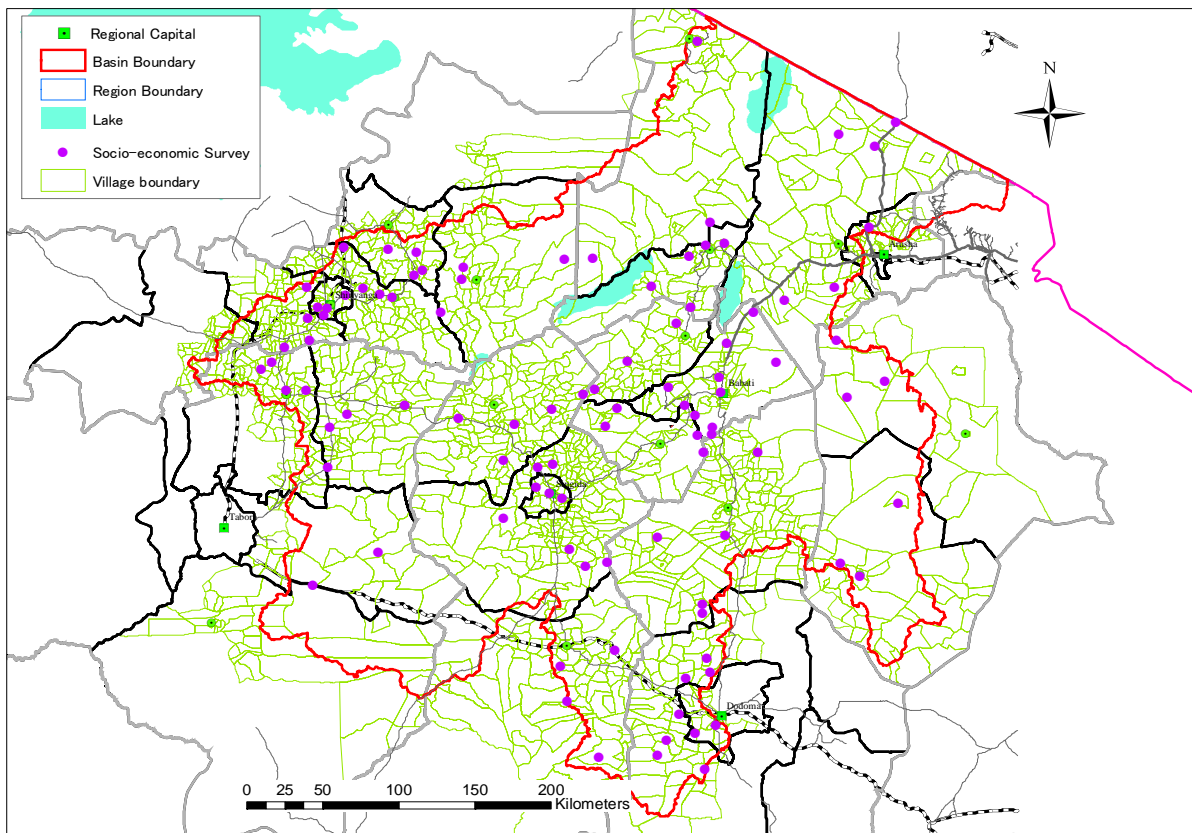 Regional Capital
Basin Boundary
Region Boundary
Lake
Socio-economic Survey
Village boundary
N
Arusha
Shinyanga
Babati
Singida
Tabora
Dodoma
0 25 50 100 150 200
Kilometers